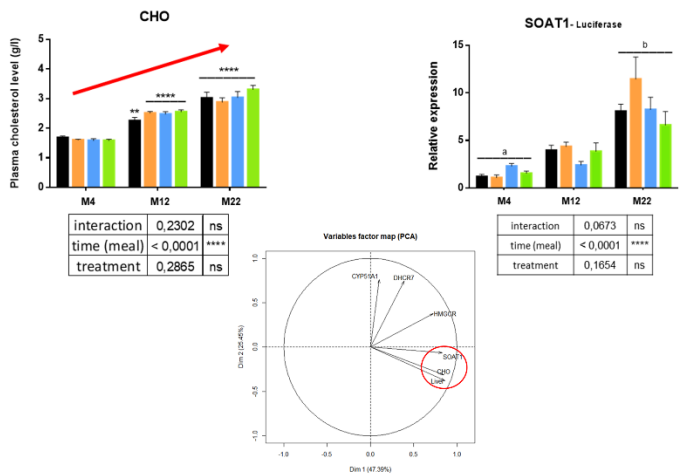 CHO
Plasma cholesterol level (g/l)
5
4
3
2
1
0
**
****
****
M4
M12
M22
interaction 0,2302 ns
time (meal) < 0,0001 ****
treatment 0,2865 ns
SOAT1- Luciferase
Relative expression
15
10
5
0
a
b
M4
M12
M22
interaction 0,0673 ns
time (meal) < 0,0001 ****
treatment 0,1654 ns
Variables factor map (PCA)
Dim 2 (25.45%)
1.0
0.5
0.0
-0.5
-1.0
CYP51A1
DHCR7
HMGCR
SOAT1
CHO
Liver
-1.0 -0.5 0.0 0.5 1.0
Dim 1 (47.39%)